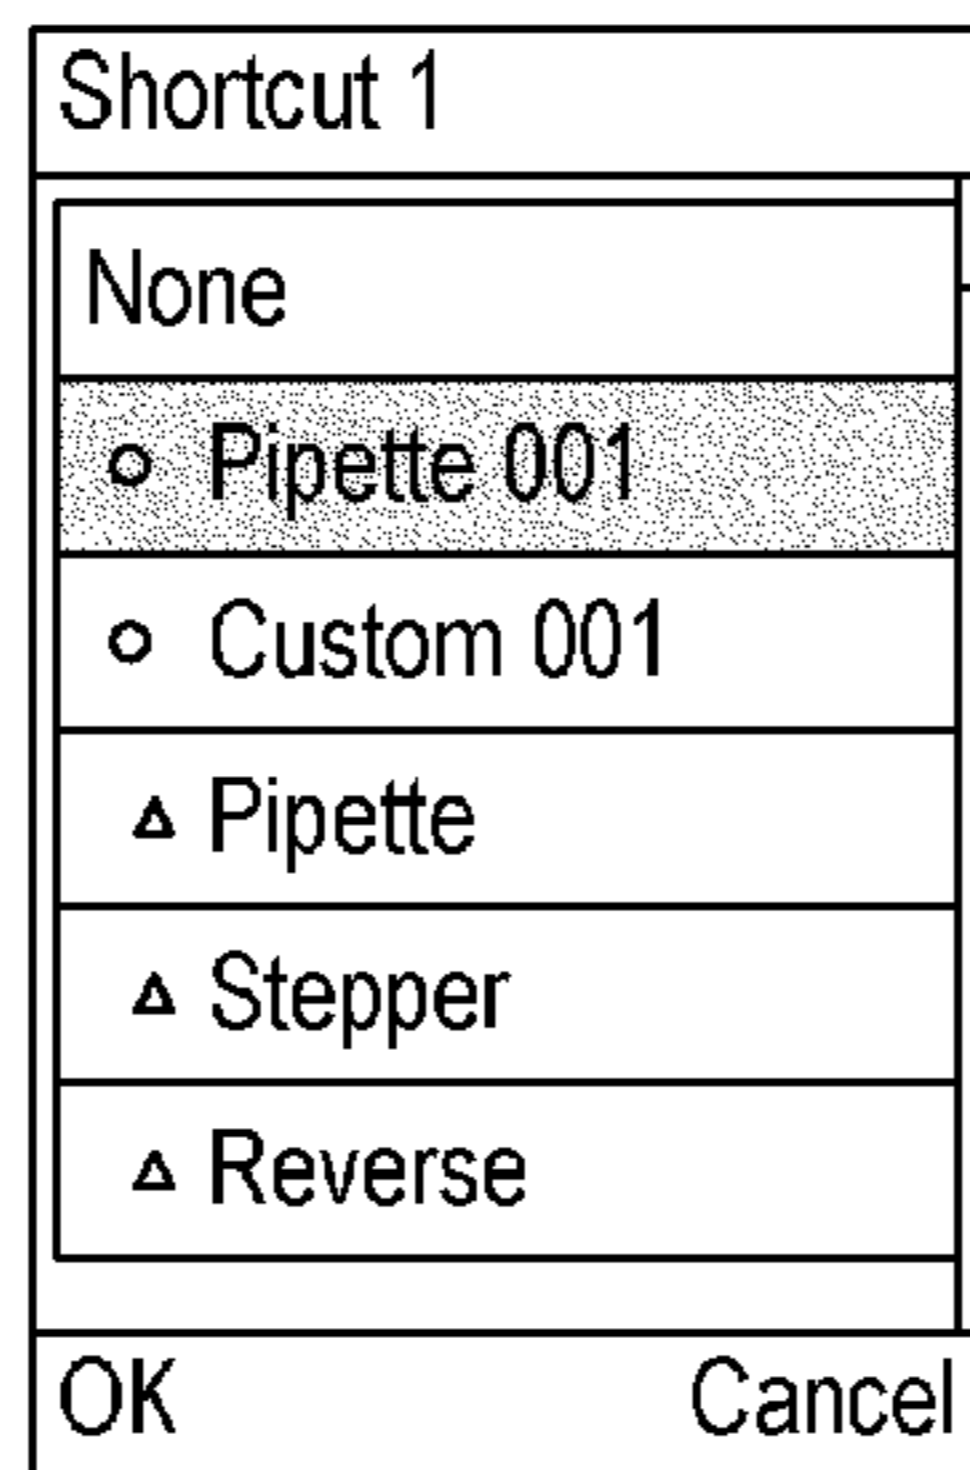 Shortcut 1
None
Pipette 001
Custom 001
Pipette
Stepper
Reverse
OK Cancel